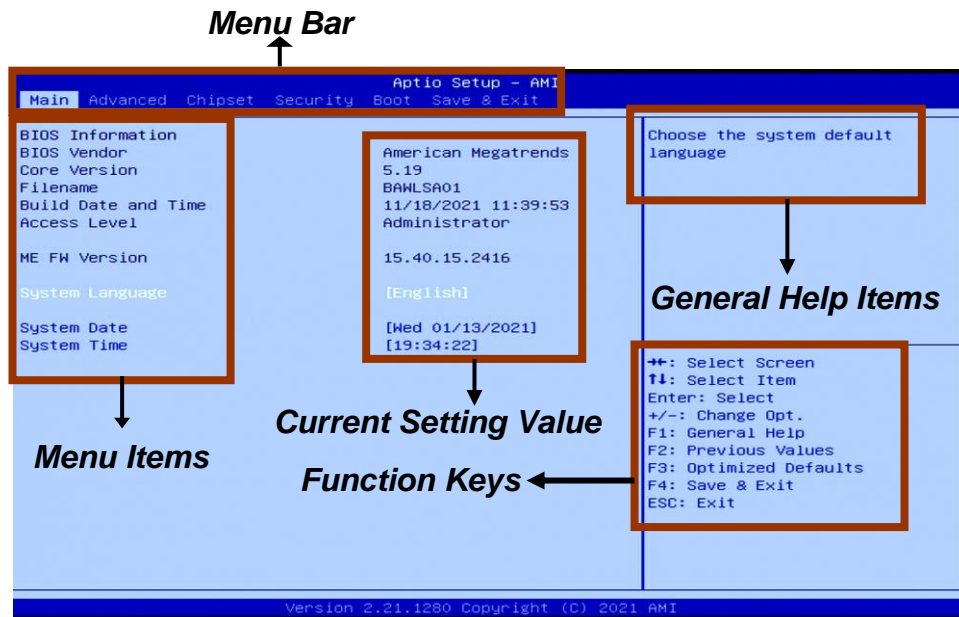 Menu Bar
Aptio Setup – AMI
Main Advanced Chipset Security Boot Save & Exit
BIOS Information
BIOS Vendor American Megatrends
Core Version 5.19
Filename BAWLSA01
Build Date and Time 11/18/2021 11:39:53
Access Level Administrator
ME FW Version 15.40.15.2416
System Language [English]
System Date [Wed 01/13/2021]
System Time [19:34:22]
Choose the system default
language
General Help Items
→←: Select Screen
↑↓: Select Item
Enter: Select
+/-: Change Opt.
F1: General Help
F2: Previous Values
F3: Optimized Defaults
F4: Save & Exit
ESC: Exit
Current Setting Value
Menu Items
Function Keys
Version 2.21.1280 Copyright (C) 2021 AMI